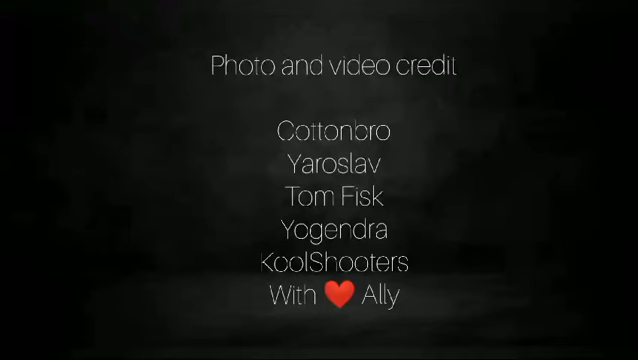 Photo and video credit
Cottonbro
Yaroslav
Tom Fisk
Yogendra
KoolShooters
With ❤️ Ally